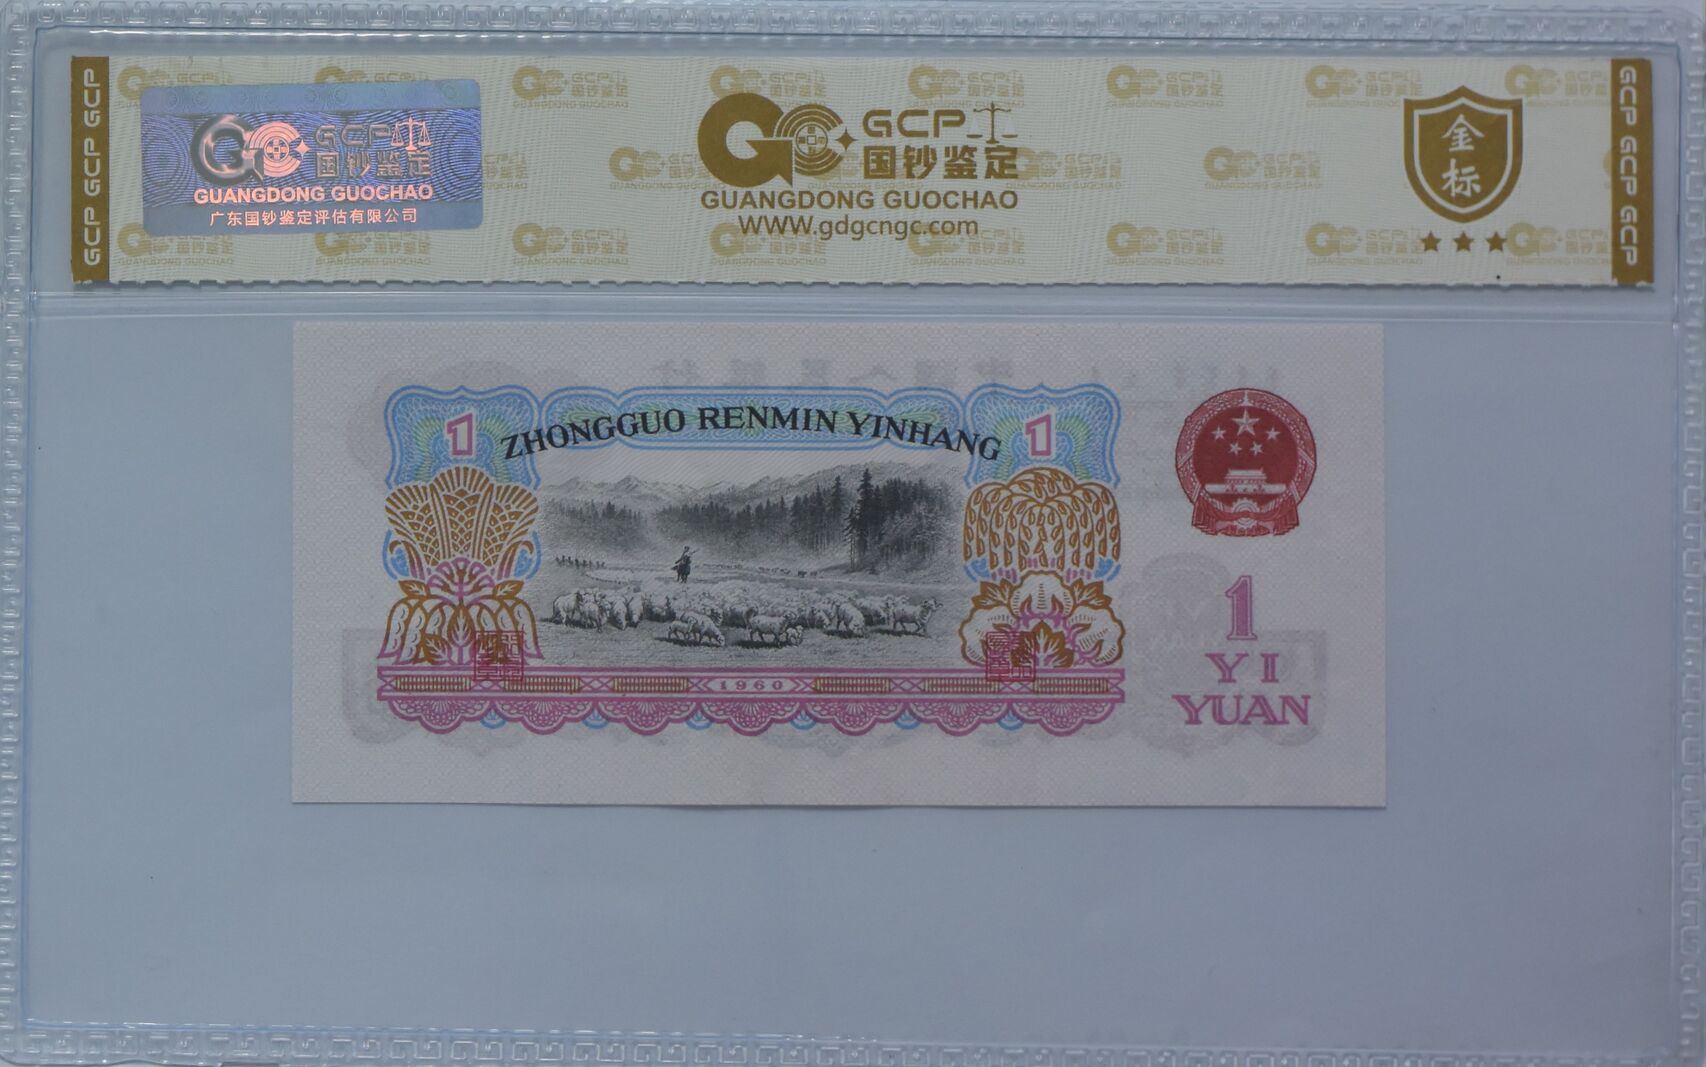 GCP GCP GCP
GCP
国钞鉴定
GUANGDONG GUOCHAO
广东国钞鉴定评估有限公司
GCP
国钞鉴定
GUANGDONG GUOCHAO
WWW.gdgcngc.com
金标
GCP GCP GCP
1
ZHONGGUO RENMIN YINHANG
1
1960
1
YI
YUAN